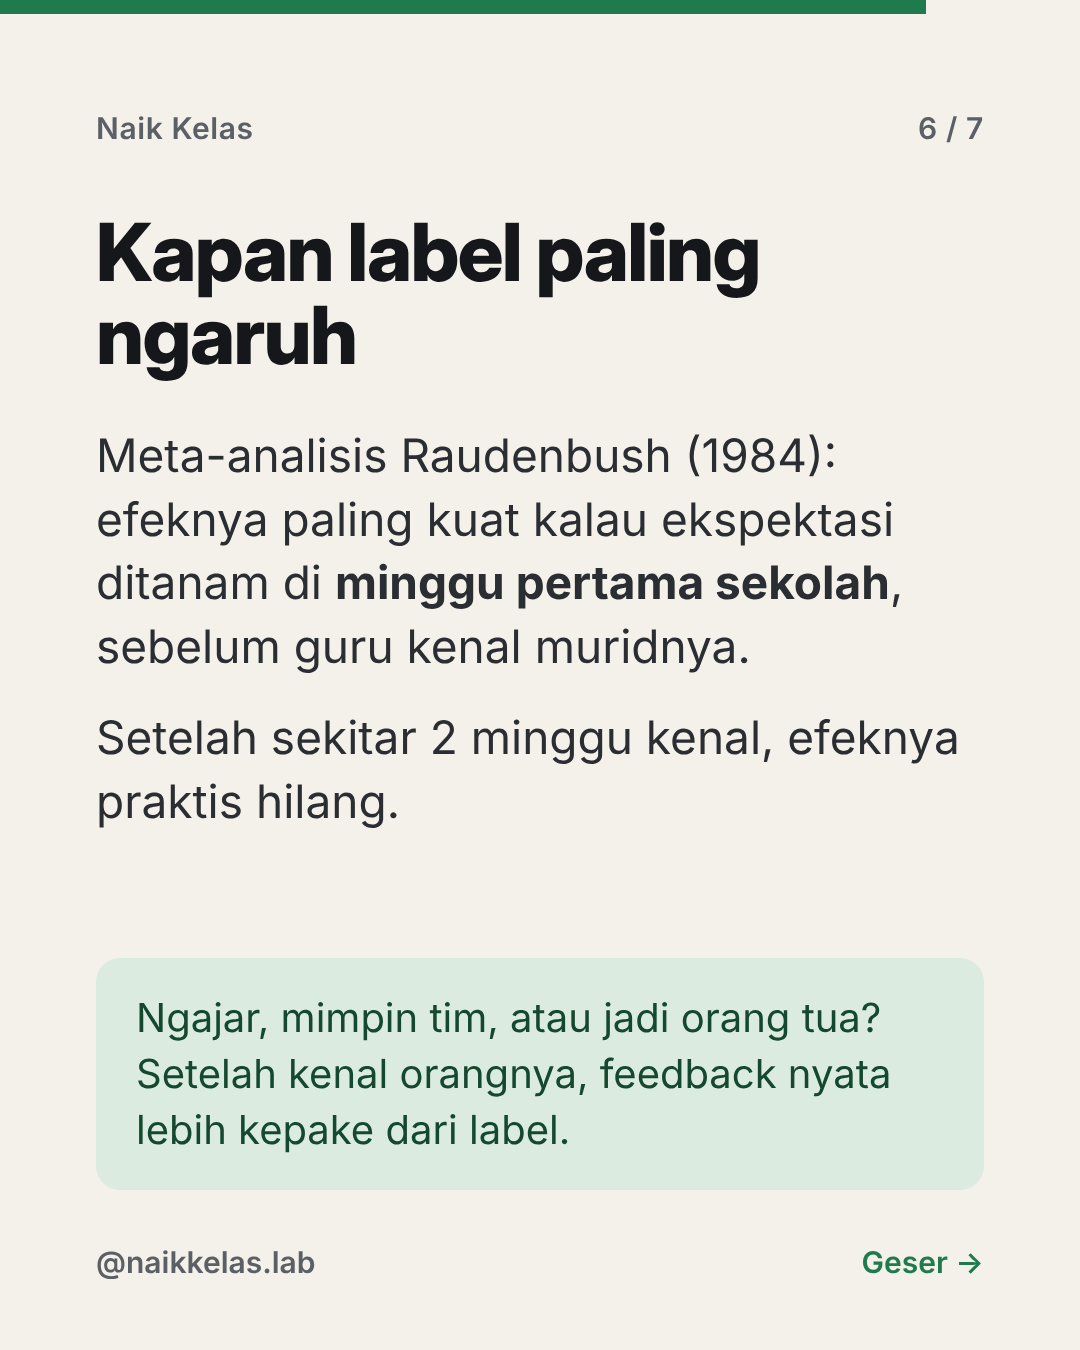 Naik Kelas
6 / 7
Kapan label paling
ngaruh
Meta-analisis Raudenbush (1984):
efeknya paling kuat kalau ekspektasi
ditanam di minggu pertama sekolah,
sebelum guru kenal muridnya.
Setelah sekitar 2 minggu kenal, efeknya
praktis hilang.
Ngajar, mimpin tim, atau jadi orang tua?
Setelah kenal orangnya, feedback nyata
lebih kepake dari label.
@naikkelas.lab
Geser →